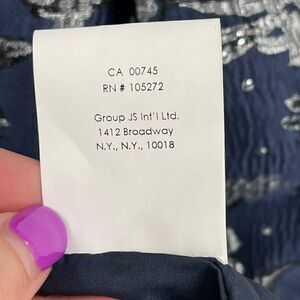 CA 00745
RN # 105272
Group JS Int'l Ltd.
1412 Broadway
N.Y., N.Y., 10018